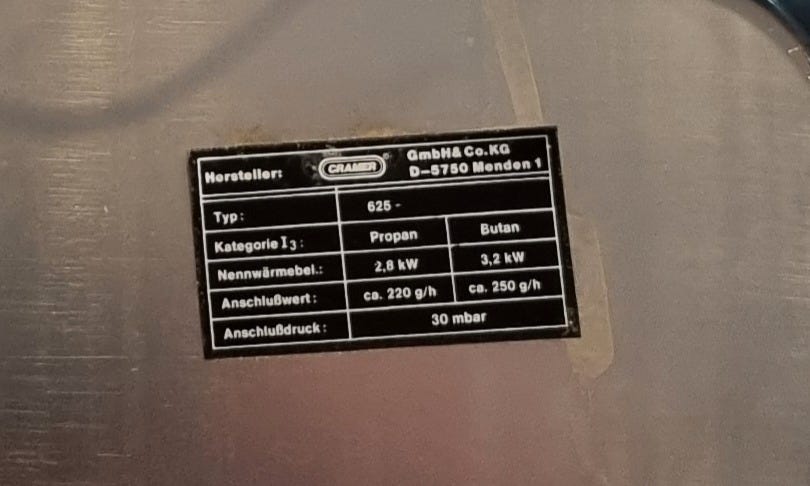 Hersteller: CRAMER GmbH & Co. KG
D-5750 Menden 1
Typ: 625 -
Kategorie I3: Propan Butan
Nennwärmebel.: 2,8 kW 3,2 kW
Anschlußwert: ca. 220 g/h ca. 250 g/h
Anschlußdruck: 30 mbar